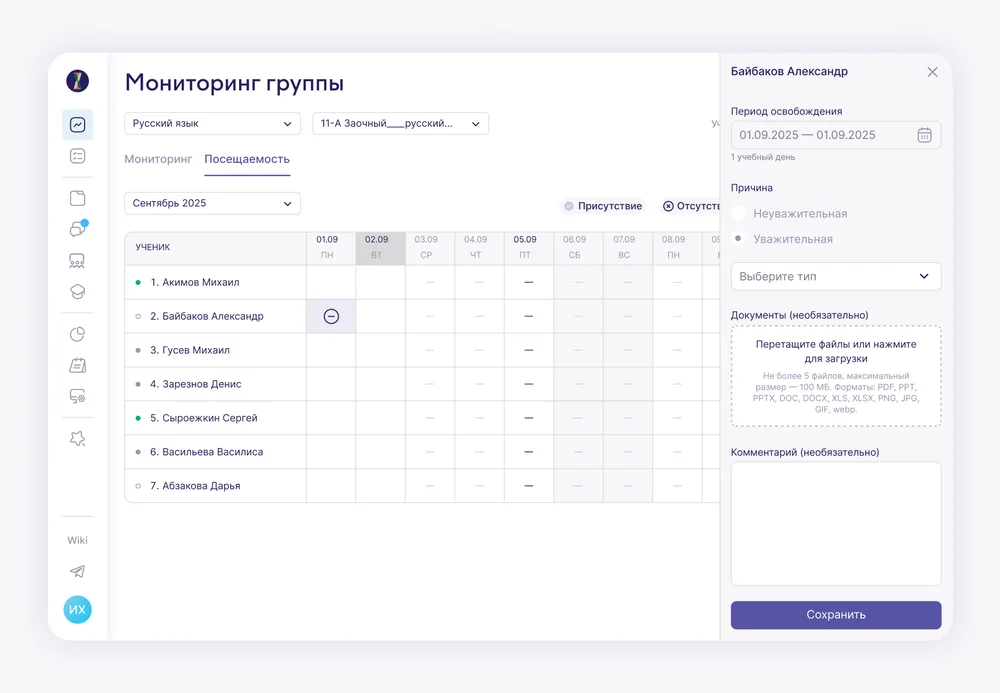 Мониторинг группы
Русский язык
11-А Заочный____русский...
Мониторинг
Посещаемость
Сентябрь 2025
Присутствие
УЧЕНИК
01.09 02.09 03.09 04.09 05.09 06.09 07.09 08.09
ПН ВТ СР ЧТ ПТ СБ ВС ПН
1. Акимов Михаил — — — — — —
2. Байбаков Александр — — — — — —
3. Гусев Михаил — — — — — —
4. Зарезнов Денис — — — — — —
5. Сыроежкин Сергей — — — — — —
6. Васильева Василиса — — — — — —
7. Абзакова Дарья — — — — — —
Wiki
ИХ
Байбаков Александр
Период освобождения
01.09.2025 — 01.09.2025
1 учебный день
Причина
Неуважительная
Уважительная
Выберите тип
Документы (необязательно)
Перетащите файлы или нажмите
для загрузки
Не более 5 файлов, максимальный
размер — 100 МБ. Форматы: PDF, PPT,
PPTX, DOC, DOCX, XLS, XLSX, PNG, JPG,
GIF, webp.
Комментарий (необязательно)
Сохранить